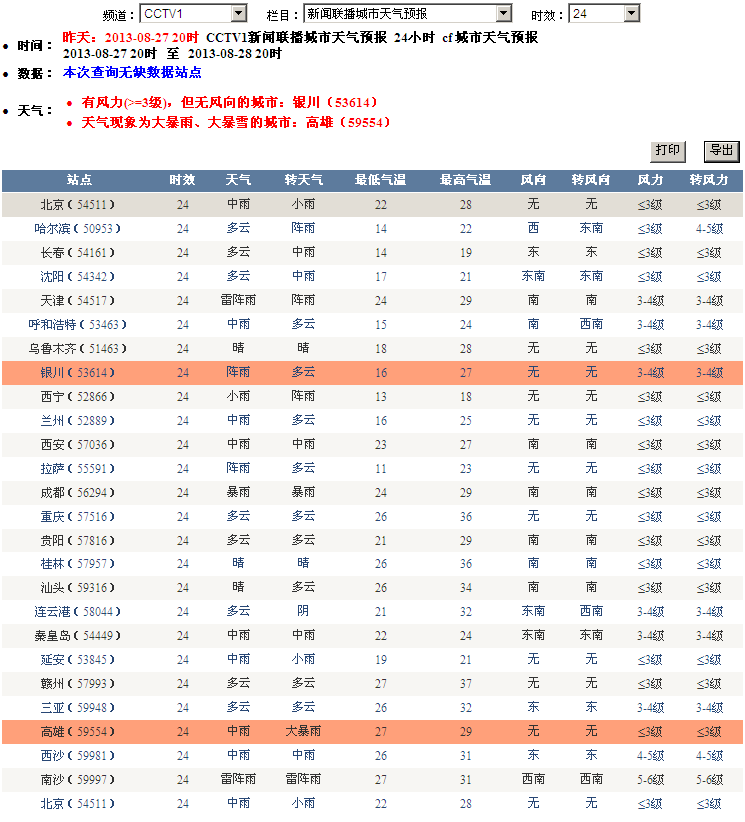 频道： CCTV1 栏目： 新闻联播城市天气预报 时效： 24
时间： 昨天：2013-08-27 20时 CCTV1新闻联播城市天气预报 24小时 cf城市天气预报
2013-08-27 20时 至 2013-08-28 20时
数据： 本次查询无缺数据站点
天气： 有风力(>=3级)，但无风向的城市：银川（53614）
天气现象为大暴雨、大暴雪的城市：高雄（59554）
打印 导出
站点 时效 天气 转天气 最低气温 最高气温 风向 转风向 风力 转风力
北京（54511） 24 中雨 小雨 22 28 无 无 ≤3级 ≤3级
哈尔滨（50953） 24 多云 阵雨 14 22 西 东南 ≤3级 4-5级
长春（54161） 24 多云 中雨 14 19 东 东 ≤3级 ≤3级
沈阳（54342） 24 多云 中雨 17 21 东南 东南 ≤3级 ≤3级
天津（54517） 24 雷阵雨 阵雨 24 29 南 南 3-4级 3-4级
呼和浩特（53463） 24 中雨 多云 15 24 南 西南 3-4级 3-4级
乌鲁木齐（51463） 24 晴 晴 18 28 无 无 ≤3级 ≤3级
银川（53614） 24 阵雨 多云 16 27 无 无 3-4级 3-4级
西宁（52866） 24 小雨 阵雨 13 18 无 无 ≤3级 ≤3级
兰州（52889） 24 中雨 多云 16 25 无 无 ≤3级 ≤3级
西安（57036） 24 中雨 中雨 23 27 南 南 ≤3级 ≤3级
拉萨（55591） 24 阵雨 多云 11 23 无 无 ≤3级 ≤3级
成都（56294） 24 暴雨 暴雨 24 29 南 南 ≤3级 ≤3级
重庆（57516） 24 多云 多云 26 36 无 无 ≤3级 ≤3级
贵阳（57816） 24 多云 多云 21 29 南 南 ≤3级 ≤3级
桂林（57957） 24 晴 晴 26 36 南 南 ≤3级 ≤3级
汕头（59316） 24 晴 多云 26 34 南 南 ≤3级 ≤3级
连云港（58044） 24 多云 阴 21 32 东南 西南 3-4级 3-4级
秦皇岛（54449） 24 中雨 中雨 22 24 东南 东南 3-4级 3-4级
延安（53845） 24 中雨 小雨 19 21 无 无 ≤3级 ≤3级
赣州（57993） 24 多云 多云 27 37 无 无 ≤3级 ≤3级
三亚（59948） 24 多云 多云 26 32 东 东 3-4级 3-4级
高雄（59554） 24 中雨 大暴雨 27 29 无 无 ≤3级 ≤3级
西沙（59981） 24 中雨 中雨 26 31 东 东 4-5级 4-5级
南沙（59997） 24 雷阵雨 雷阵雨 27 31 西南 西南 5-6级 5-6级
北京（54511） 24 中雨 小雨 22 28 无 无 ≤3级 ≤3级